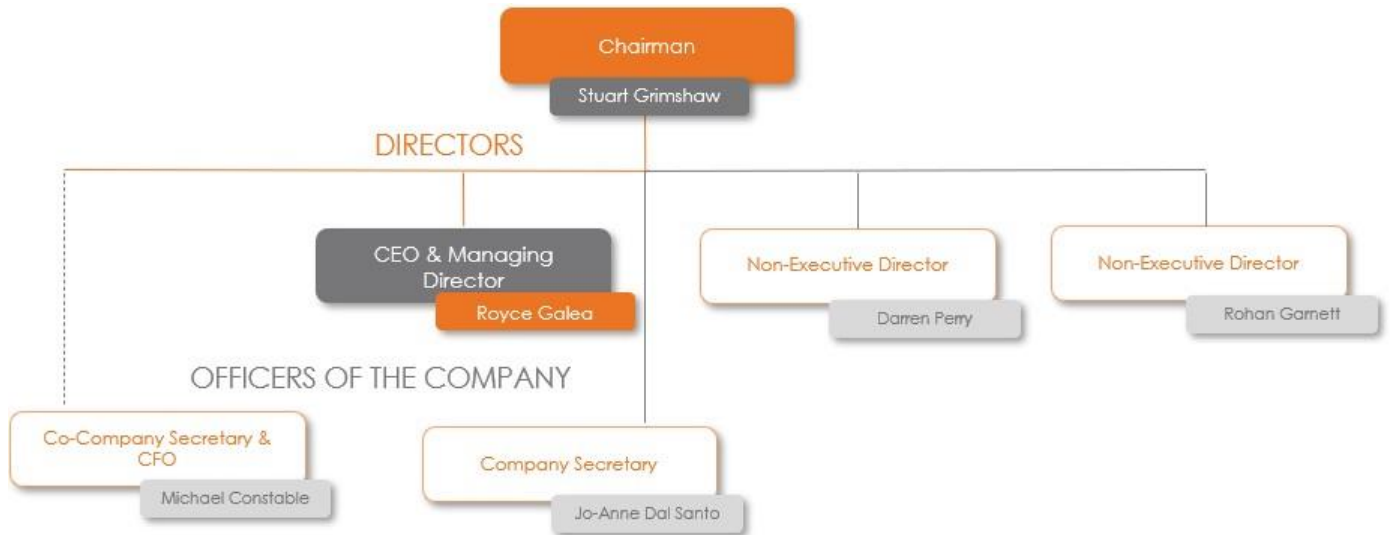 Chairman
Stuart Grimshaw
DIRECTORS
CEO & Managing
Director
Royce Galea
Non-Executive Director
Darren Perry
Non-Executive Director
Rohan Garnett
OFFICERS OF THE COMPANY
Co-Company Secretary &
CFO
Michael Constable
Company Secretary
Jo-Anne Dal Santo